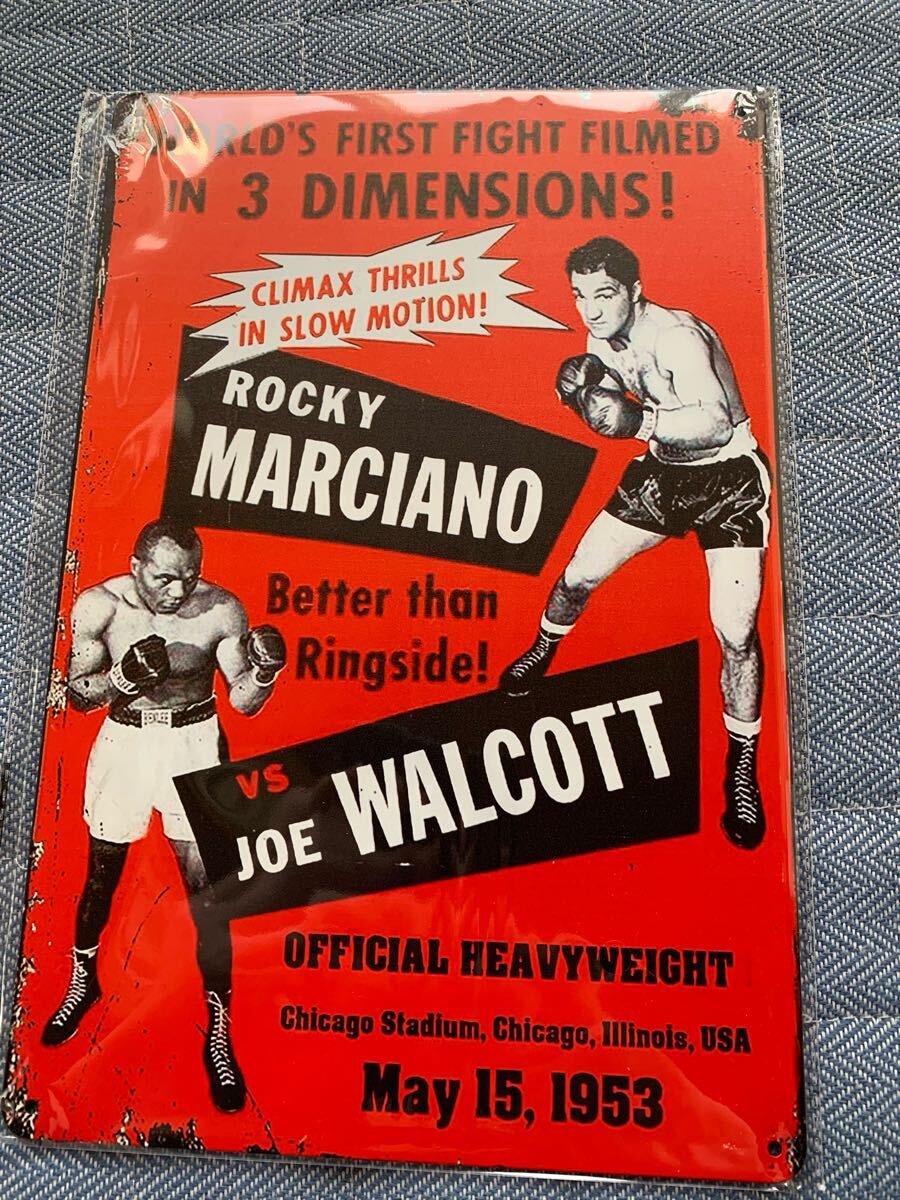 WORLD'S FIRST FIGHT FILMED
IN 3 DIMENSIONS!
CLIMAX THRILLS
IN SLOW MOTION!
ROCKY
MARCIANO
Better than
Ringside!
VS
JOE WALCOTT
OFFICIAL HEAVYWEIGHT
Chicago Stadium, Chicago, Illinois, USA
May 15, 1953